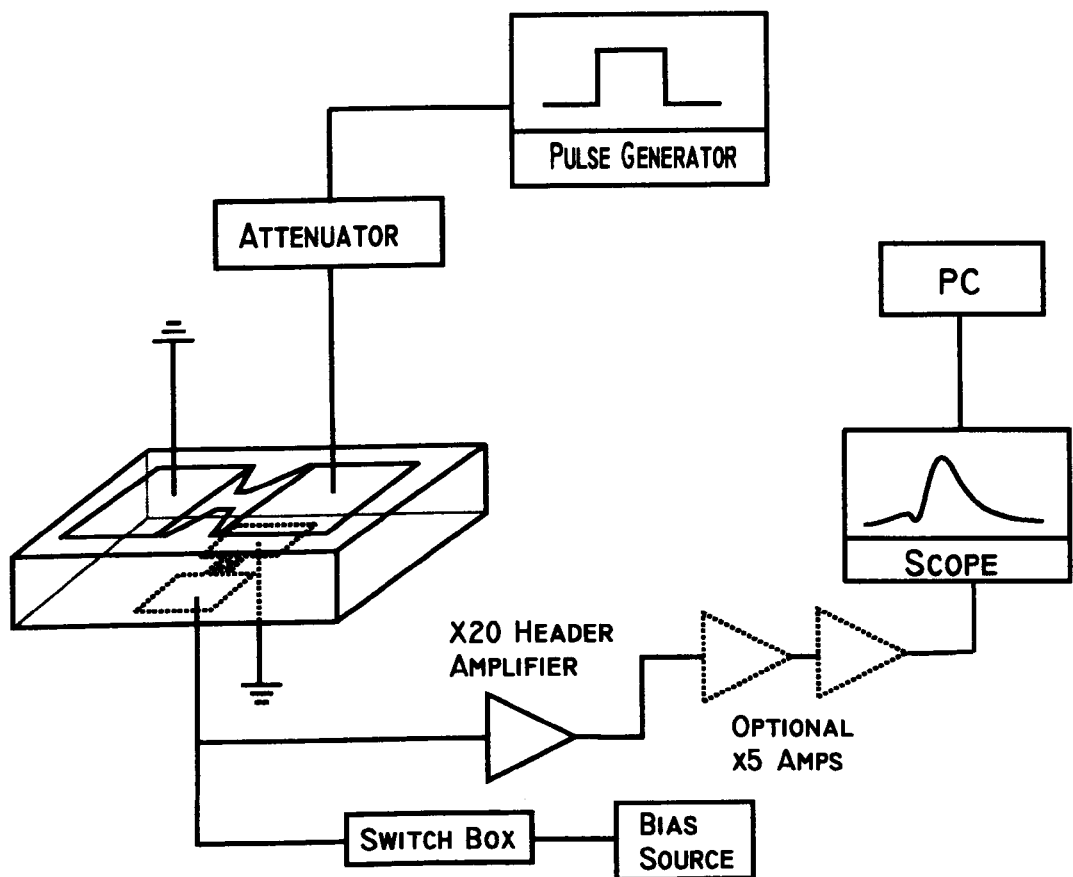 PULSE GENERATOR
ATTENUATOR
PC
SCOPE
X20 HEADER
AMPLIFIER
OPTIONAL
X5 AMPS
SWITCH BOX
BIAS
SOURCE